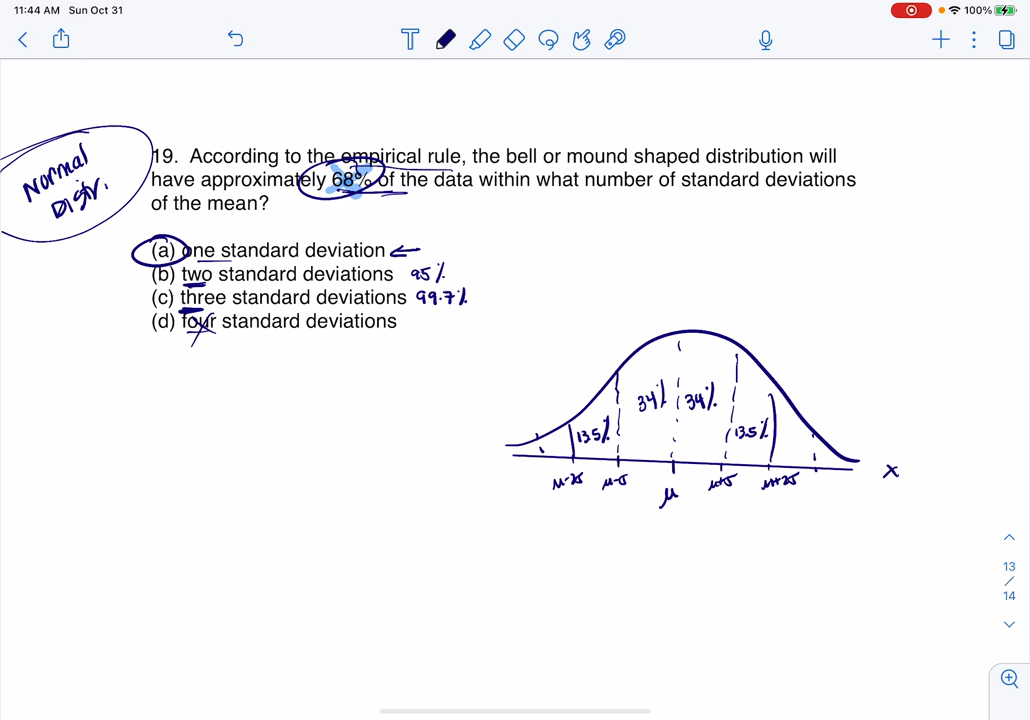 11:44 AM Sun Oct 31
100%
T
Normal
Distr.
19. According to the empirical rule, the bell or mound shaped distribution will
have approximately 68% of the data within what number of standard deviations
of the mean?
(a) one standard deviation
(b) two standard deviations 95%
(c) three standard deviations 99.7%
(d) four standard deviations
34% 34%
13.5% 13.5%
μ-2σ μ-σ μ μ+σ μ+2σ x
13
/
14